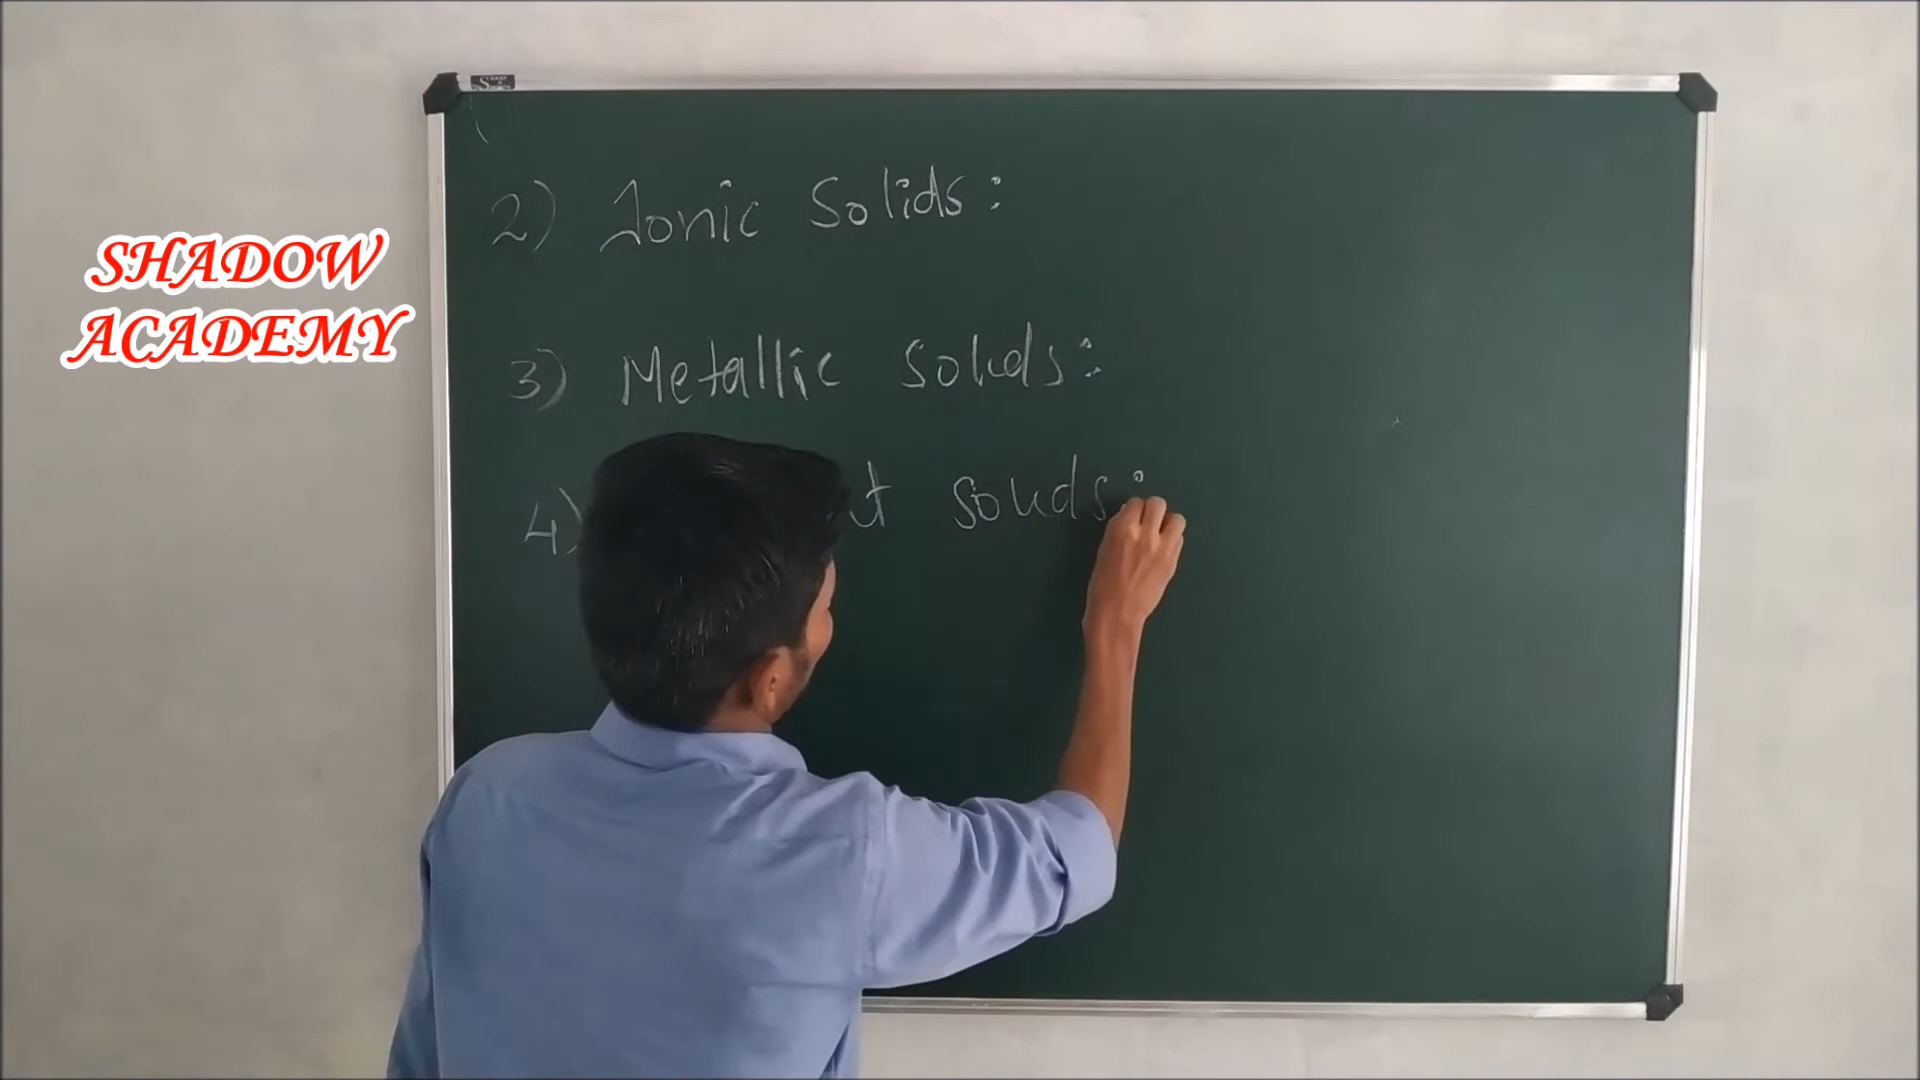 SHADOW
ACADEMY
2) Ionic Solids:
3) Metallic Solids:
4) solids: